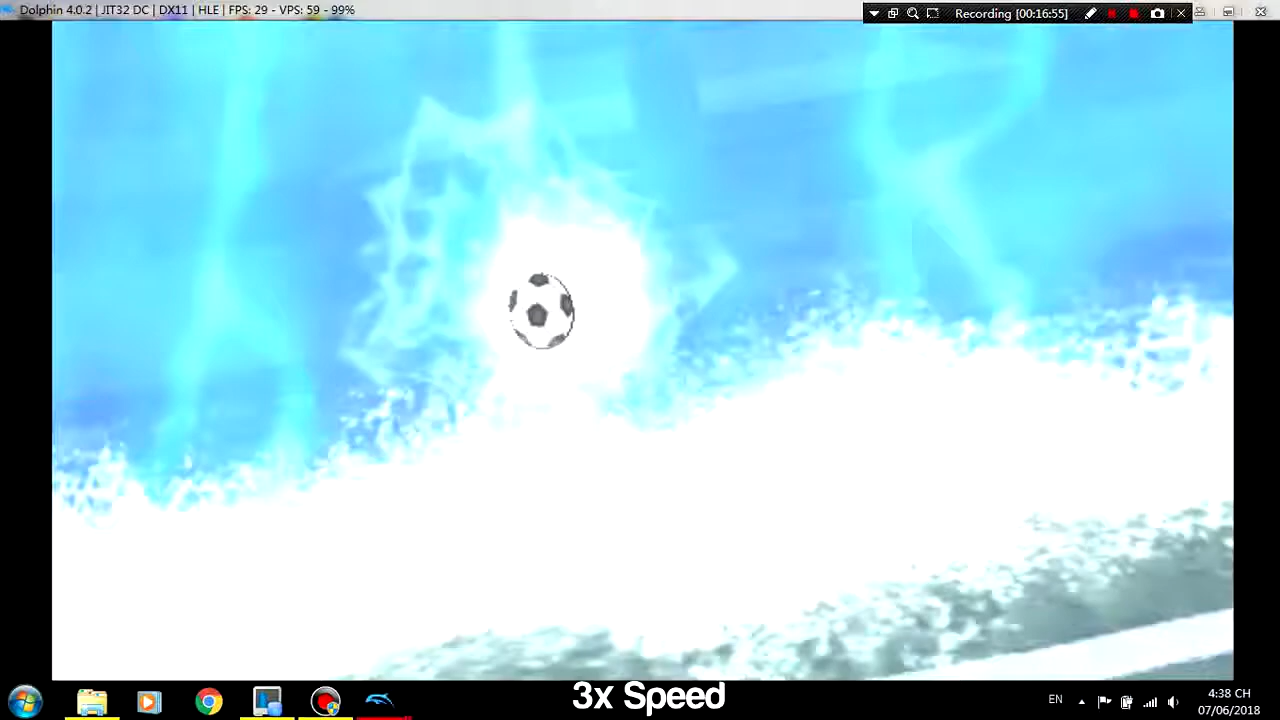 Dolphin 4.0.2 | JIT32 DC | DX11 | HLE | FPS: 29 - VPS: 59 - 99%
Recording [00:16:55]
3x Speed
EN
4:38 CH
07/06/2018